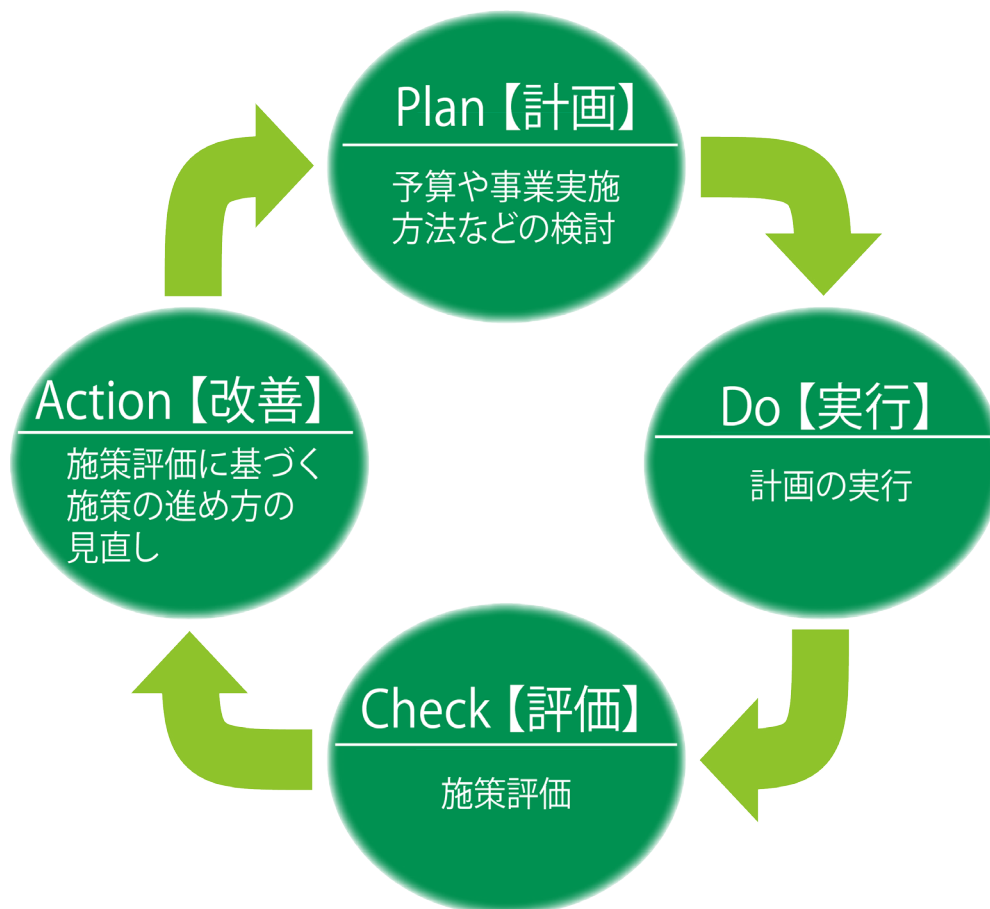 Plan【計画】
予算や事業実施
方法などの検討
Do【実行】
計画の実行
Check【評価】
施策評価
Action【改善】
施策評価に基づく
施策の進め方の
見直し